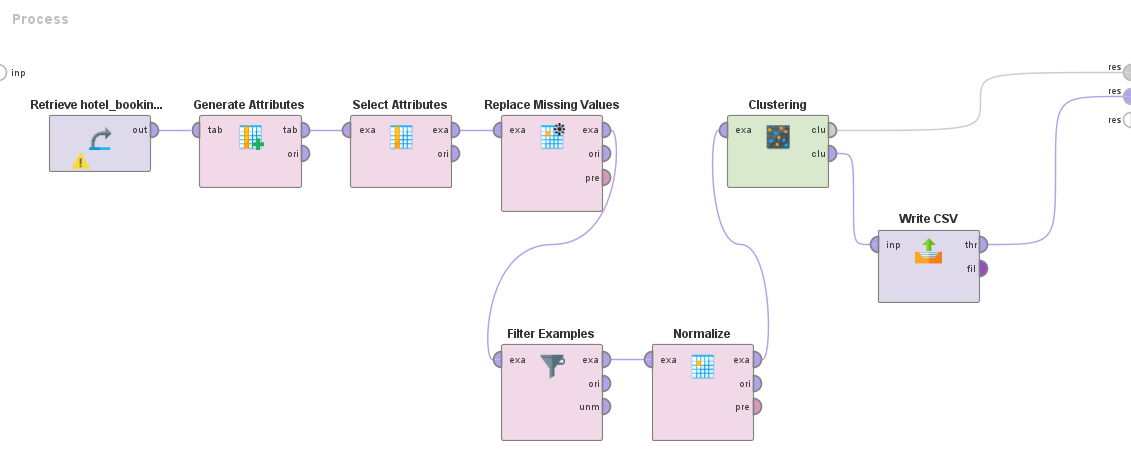 Process
inp
res
res
res
Retrieve hotel_bookin...
out
Generate Attributes
tab tab
ori
Select Attributes
exa exa
ori
Replace Missing Values
exa exa
ori
pre
Clustering
exa clu
clu
Write CSV
inp thr
fil
Filter Examples
exa exa
ori
unm
Normalize
exa exa
ori
pre